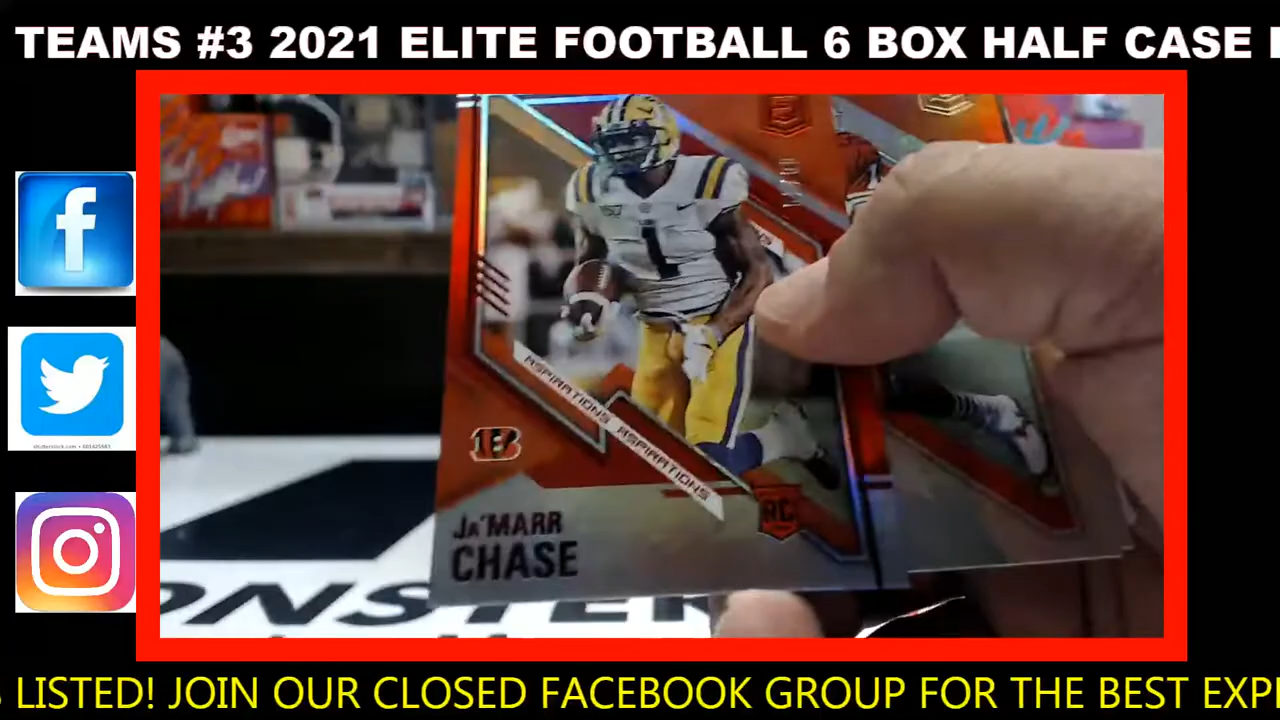 TEAMS #3 2021 ELITE FOOTBALL 6 BOX HALF CASE
1
ASPIRATIONS ASPIRATIONS
RC
JA'MARR
CHASE
LISTED! JOIN OUR CLOSED FACEBOOK GROUP FOR THE BEST